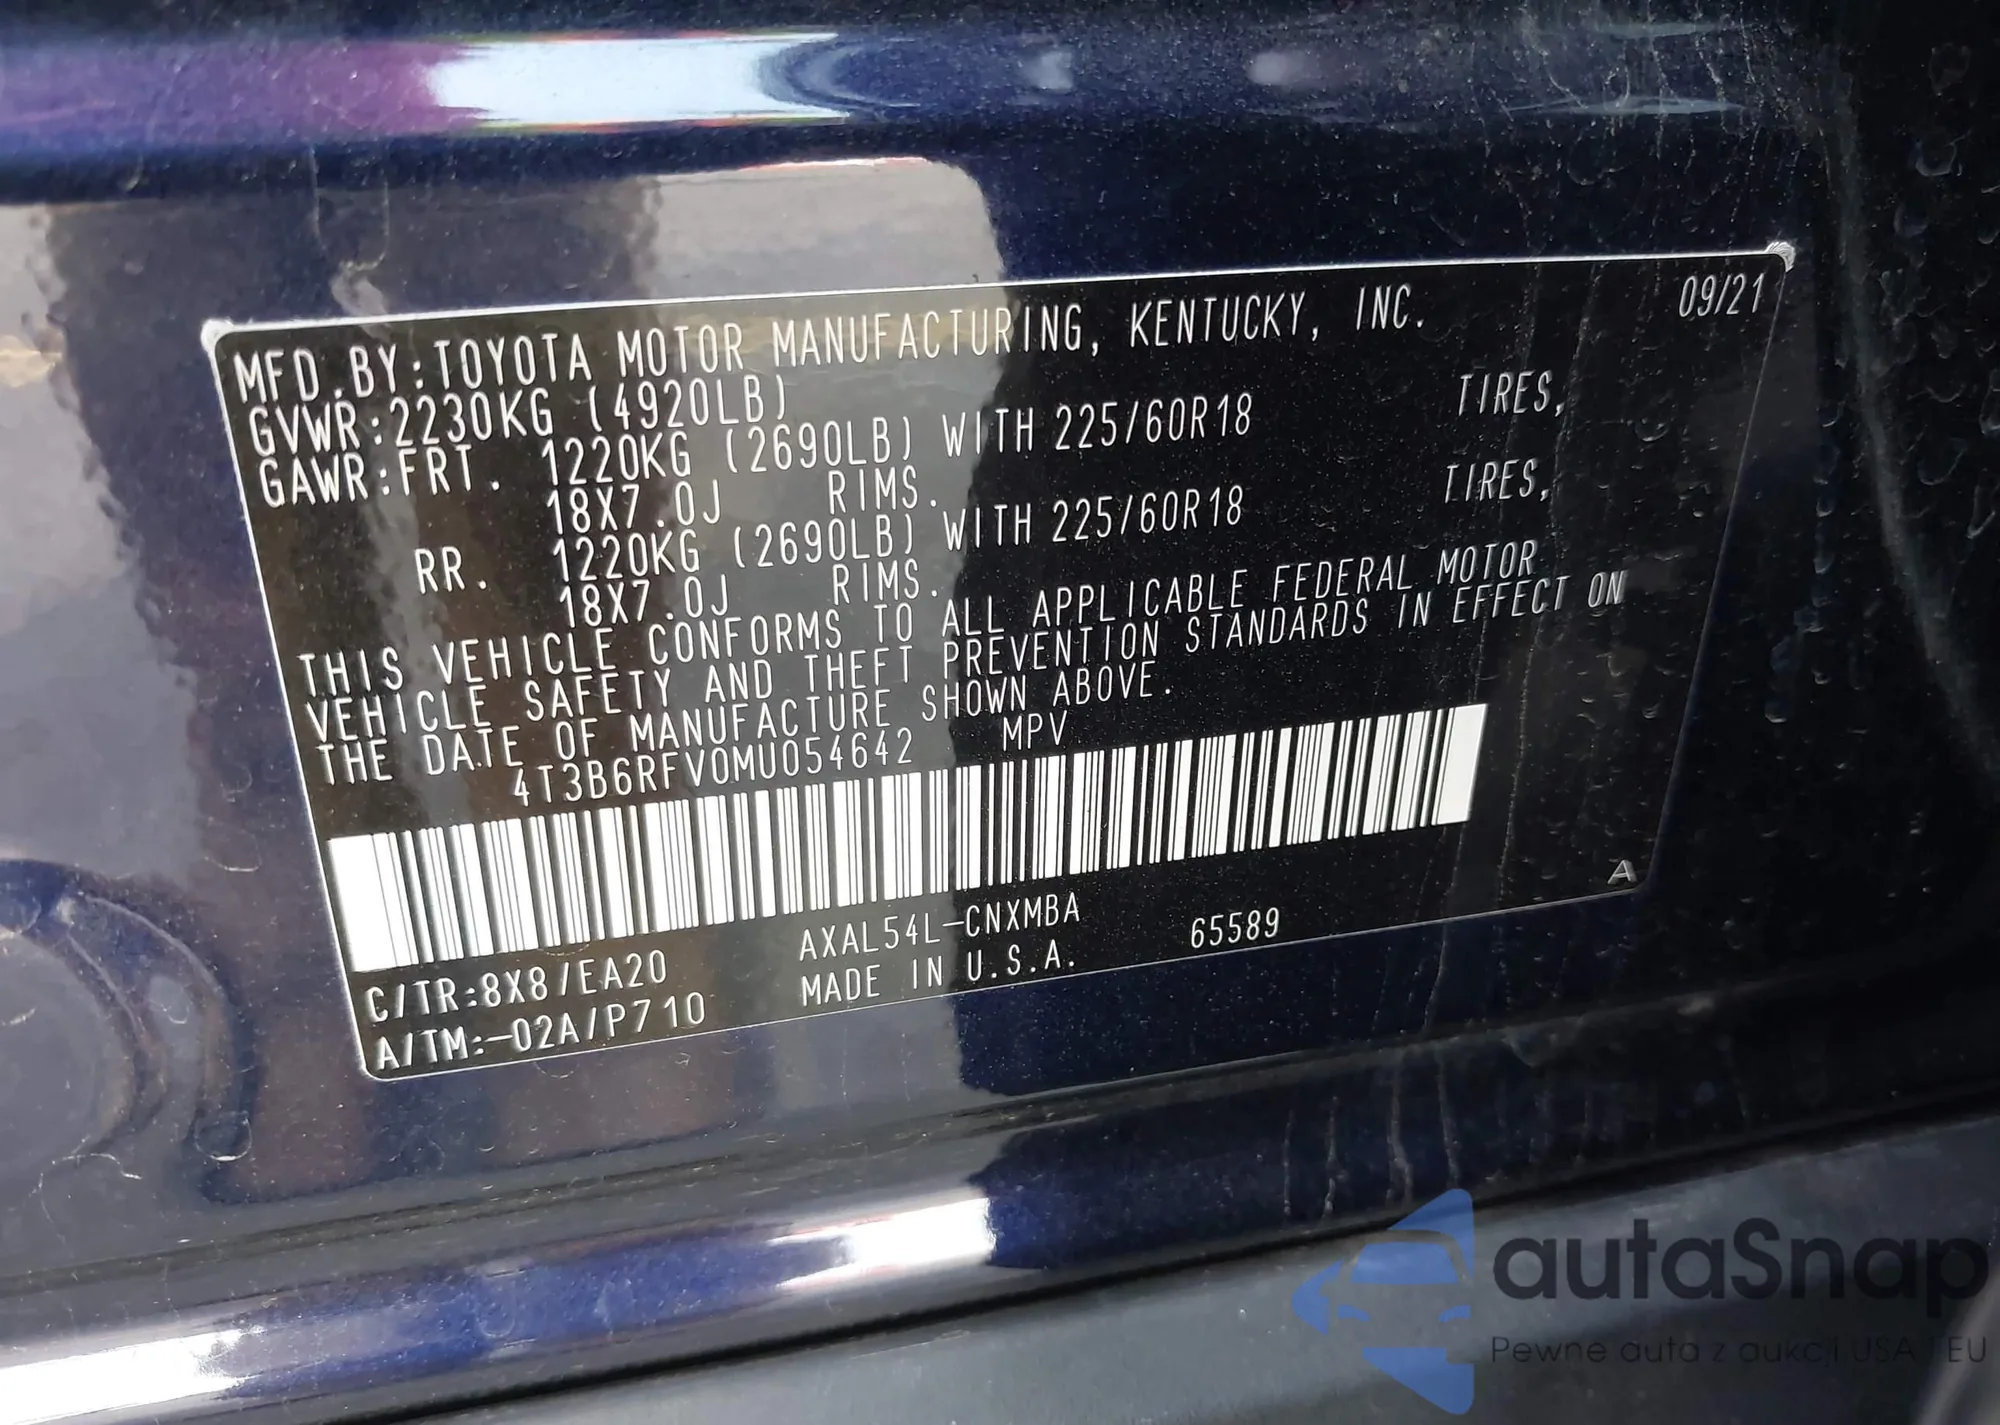 MFD.BY:TOYOTA MOTOR MANUFACTURING, KENTUCKY, INC. 09/21
GVWR:2230KG (4920LB)
GAWR:FRT. 1220KG (2690LB) WITH 225/60R18 TIRES,
18X7.0J RIMS.
RR. 1220KG (2690LB) WITH 225/60R18 TIRES,
18X7.0J RIMS.
THIS VEHICLE CONFORMS TO ALL APPLICABLE FEDERAL MOTOR
VEHICLE SAFETY AND THEFT PREVENTION STANDARDS IN EFFECT ON
THE DATE OF MANUFACTURE SHOWN ABOVE.
4T3B6RFV0MU054642 MPV
A
C/TR:8X8/EA20 AXAL54L-CNXMBA 65589
A/TM:-02A/P710 MADE IN U.S.A.
autaSnap
Pewne auta z aukcji USA i EU